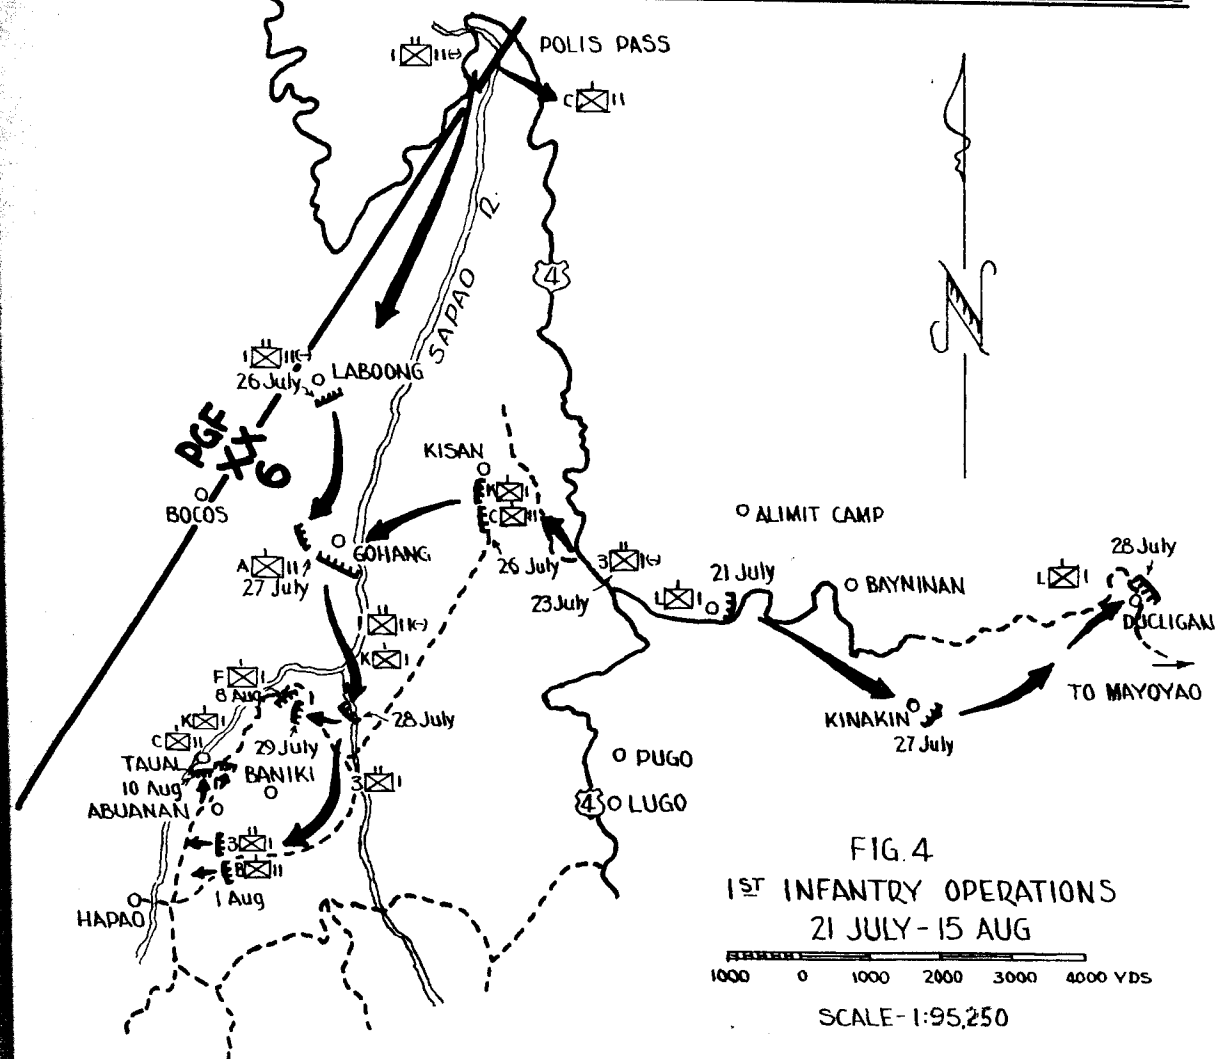 POLIS PASS
1 11(-)
C 11
SAPAO R.
4
1 11(-)
26 July
LABOONG
PGF
XX
6
BOCOS
KISAN
K 1
C 11
26 July
GOHANG
A 11
27 July
3 1(-)
23 July
ALIMIT CAMP
L 1
21 July
BAYNINAN
L 1
28 July
DUCLIGAN
TO MAYOYAO
KINAKIN
27 July
K 1
28 July
F 1
8 Aug
K 1
C 11
29 July
TAUAL
10 Aug
BANIKI
ABUANAN
3 1
3 1
B 11
1 Aug
HAPAO
PUGO
4
LUGO
N
FIG. 4
1ST INFANTRY OPERATIONS
21 JULY - 15 AUG
1000 0 1000 2000 3000 4000 YDS
SCALE - 1:95,250